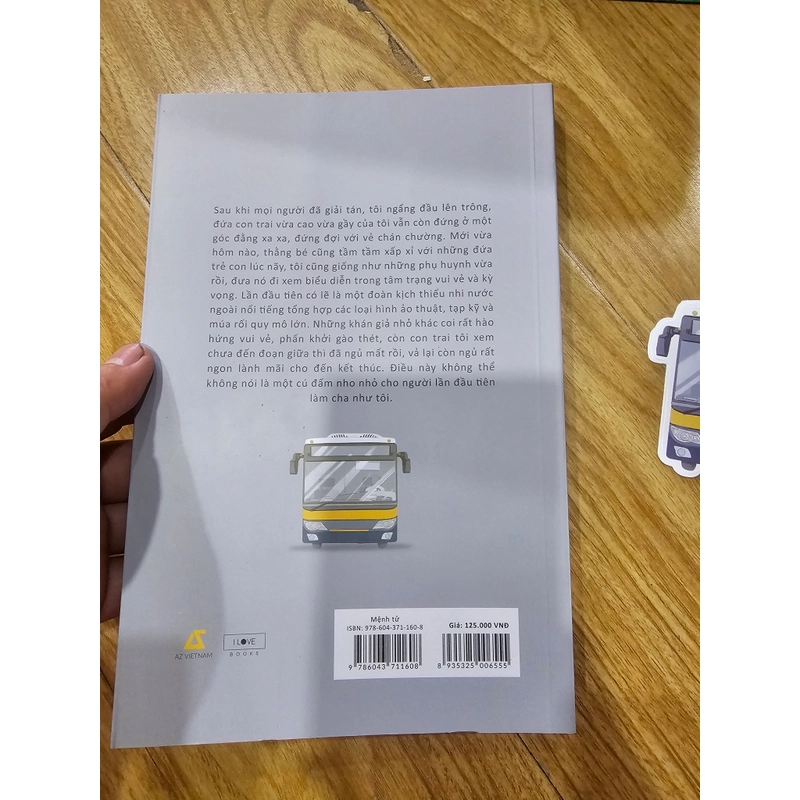 Sau khi mọi người đã giải tán, tôi ngẩng đầu lên trông,
đứa con trai vừa cao vừa gầy của tôi vẫn còn đứng ở một
góc đằng xa xa, đứng đợi với vẻ chán chường. Mới vừa
hôm nào, thằng bé cũng tầm tầm xấp xỉ với những đứa
trẻ con lúc nãy, tôi cũng giống như những phụ huynh vừa
rồi, đưa nó đi xem biểu diễn trong tâm trạng vui vẻ và kỳ
vọng. Lần đầu tiên có lẽ là một đoàn kịch thiếu nhi nước
ngoài nổi tiếng tổng hợp các loại hình ảo thuật, tạp kỹ và
múa rối quy mô lớn. Những khán giả nhỏ khác coi rất hào
hứng vui vẻ, phấn khởi gào thét, còn con trai tôi xem
chưa đến đoạn giữa thì đã ngủ mất rồi, vả lại còn ngủ rất
ngon lành mãi cho đến kết thúc. Điều này không thể
không nói là một cú đấm nho nhỏ cho người lần đầu tiên
làm cha như tôi.
AZ VIETNAM
I LOVE
BOOKS
Mệnh tử
ISBN: 978-604-371-160-8
9 786043 711608
Giá: 125.000 VNĐ
8 935325 006555